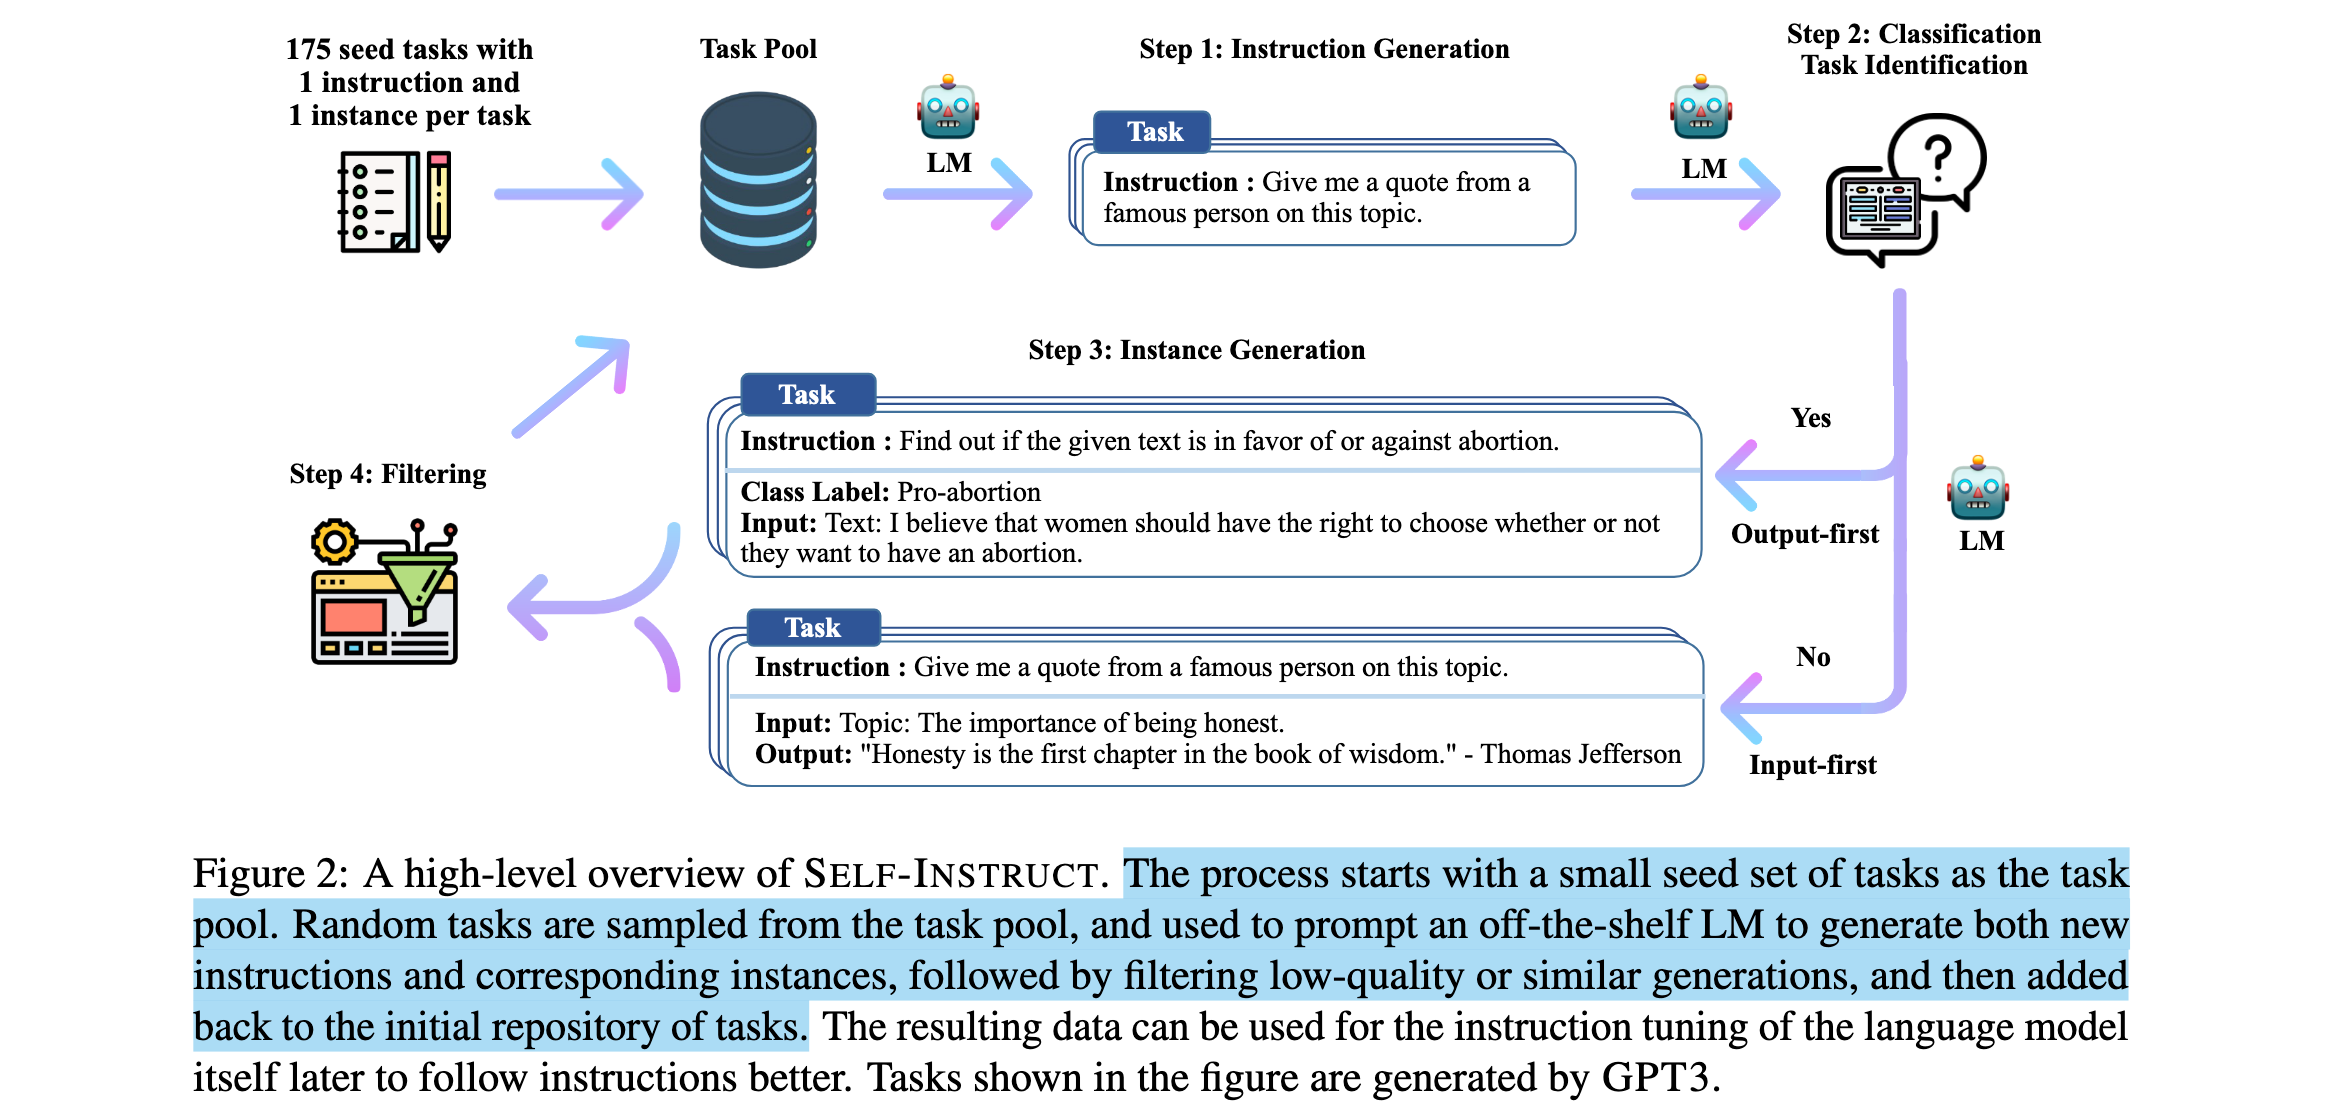 175 seed tasks with
1 instruction and
1 instance per task
Task Pool
LM
Step 1: Instruction Generation
Task
Instruction : Give me a quote from a
famous person on this topic.
LM
Step 2: Classification
Task Identification
?
Step 3: Instance Generation
Task
Instruction : Find out if the given text is in favor of or against abortion.
Class Label: Pro-abortion
Input: Text: I believe that women should have the right to choose whether or not
they want to have an abortion.
Yes
Output-first
LM
Step 4: Filtering
Task
Instruction : Give me a quote from a famous person on this topic.
Input: Topic: The importance of being honest.
Output: "Honesty is the first chapter in the book of wisdom." - Thomas Jefferson
No
Input-first
Figure 2: A high-level overview of SELF-INSTRUCT. The process starts with a small seed set of tasks as the task
pool. Random tasks are sampled from the task pool, and used to prompt an off-the-shelf LM to generate both new
instructions and corresponding instances, followed by filtering low-quality or similar generations, and then added
back to the initial repository of tasks. The resulting data can be used for the instruction tuning of the language model
itself later to follow instructions better. Tasks shown in the figure are generated by GPT3.